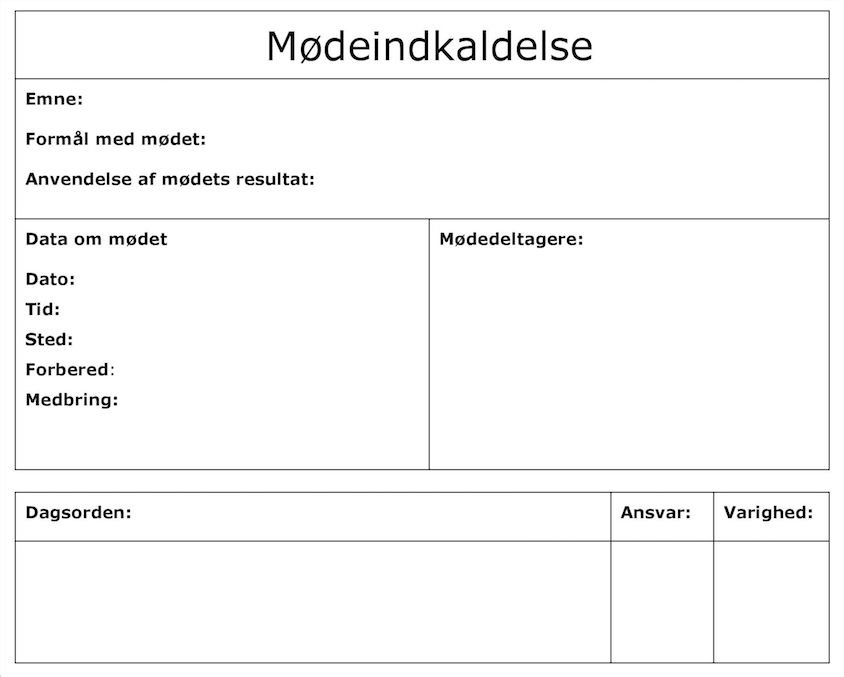 Mødeindkaldelse
Emne:
Formål med mødet:
Anvendelse af mødets resultat:
Data om mødet
Dato:
Tid:
Sted:
Forbered:
Medbring:
Mødedeltagere:
Dagsorden:
Ansvar:
Varighed: